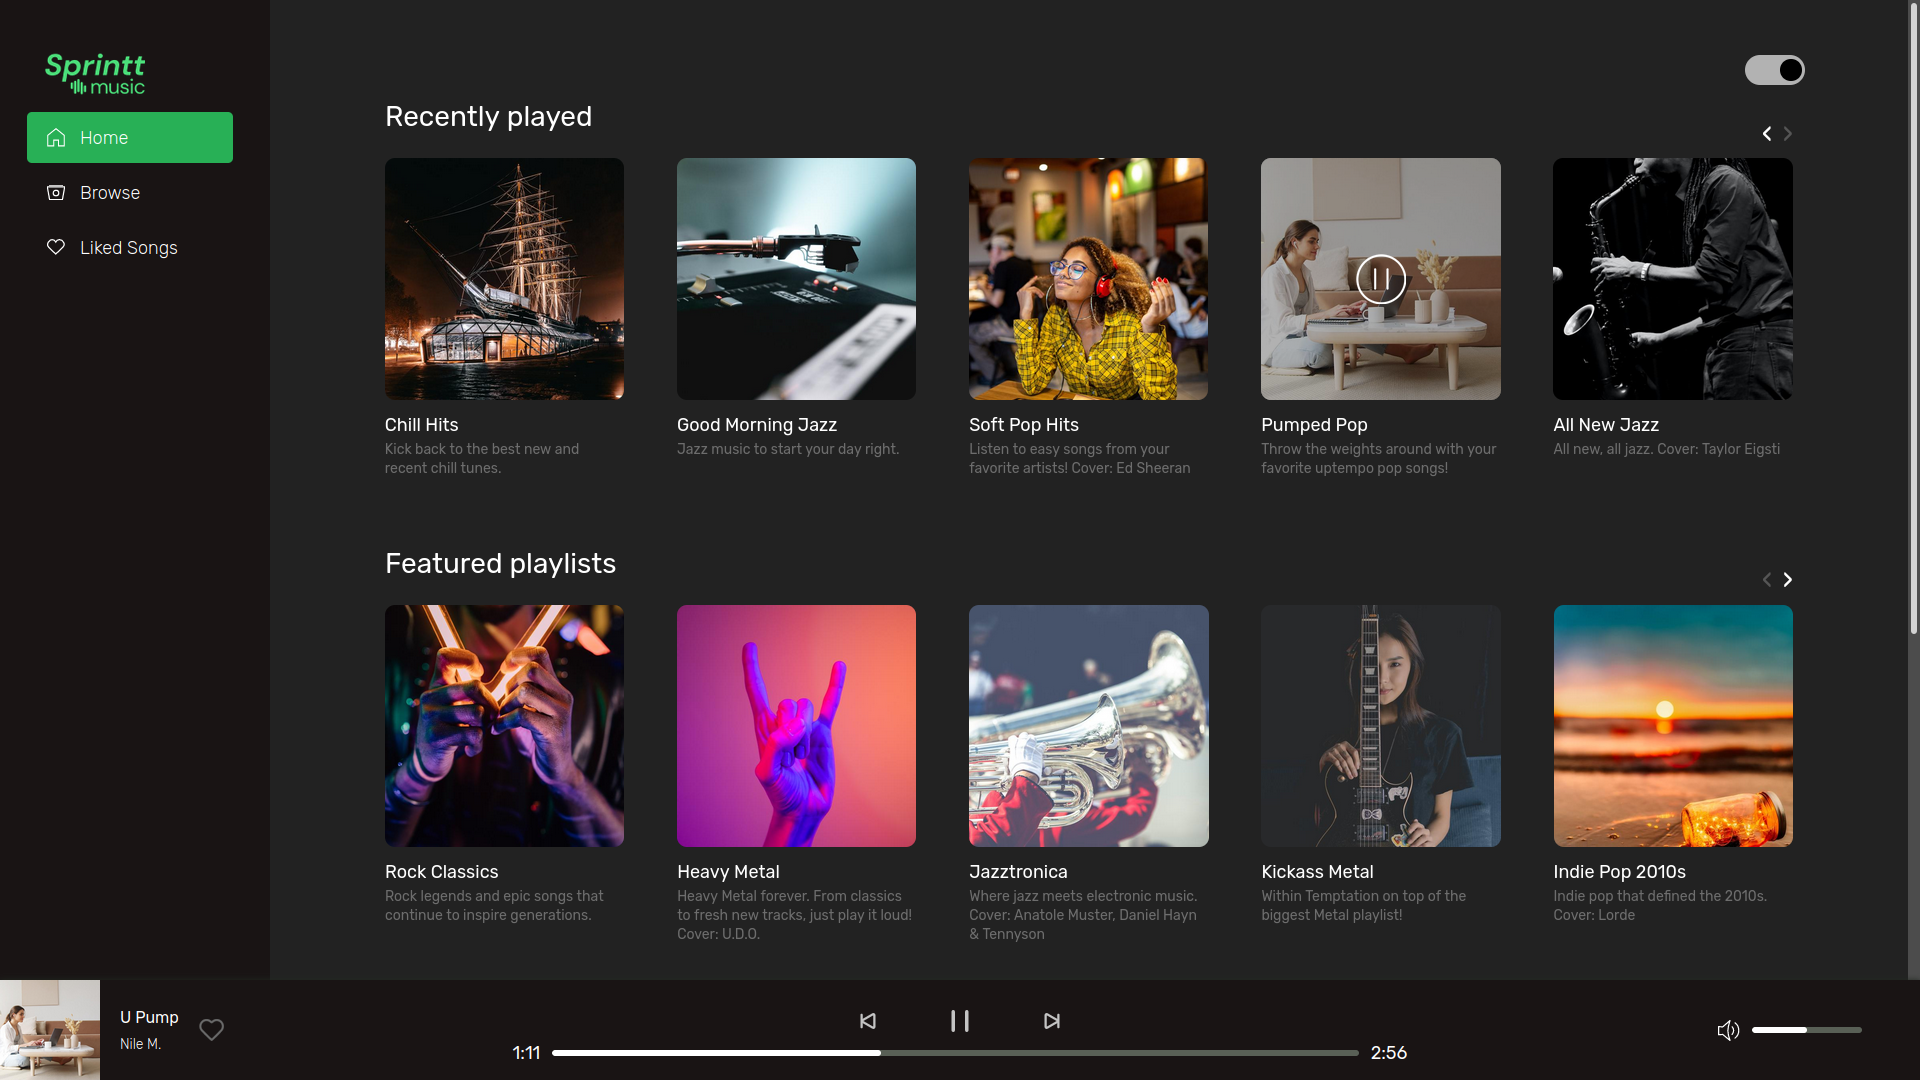 Sprintt
music
Home
Browse
Liked Songs
Recently played
Chill Hits
Kick back to the best new and
recent chill tunes.
Good Morning Jazz
Jazz music to start your day right.
Soft Pop Hits
Listen to easy songs from your
favorite artists! Cover: Ed Sheeran
Pumped Pop
Throw the weights around with your
favorite uptempo pop songs!
All New Jazz
All new, all jazz. Cover: Taylor Eigsti
Featured playlists
Rock Classics
Rock legends and epic songs that
continue to inspire generations.
Heavy Metal
Heavy Metal forever. From classics
to fresh new tracks, just play it loud!
Cover: U.D.O.
Jazztronica
Where jazz meets electronic music.
Cover: Anatole Muster, Daniel Hayn
& Tennyson
Kickass Metal
Within Temptation on top of the
biggest Metal playlist!
Indie Pop 2010s
Indie pop that defined the 2010s.
Cover: Lorde
U Pump
Nile M.
1:11
2:56